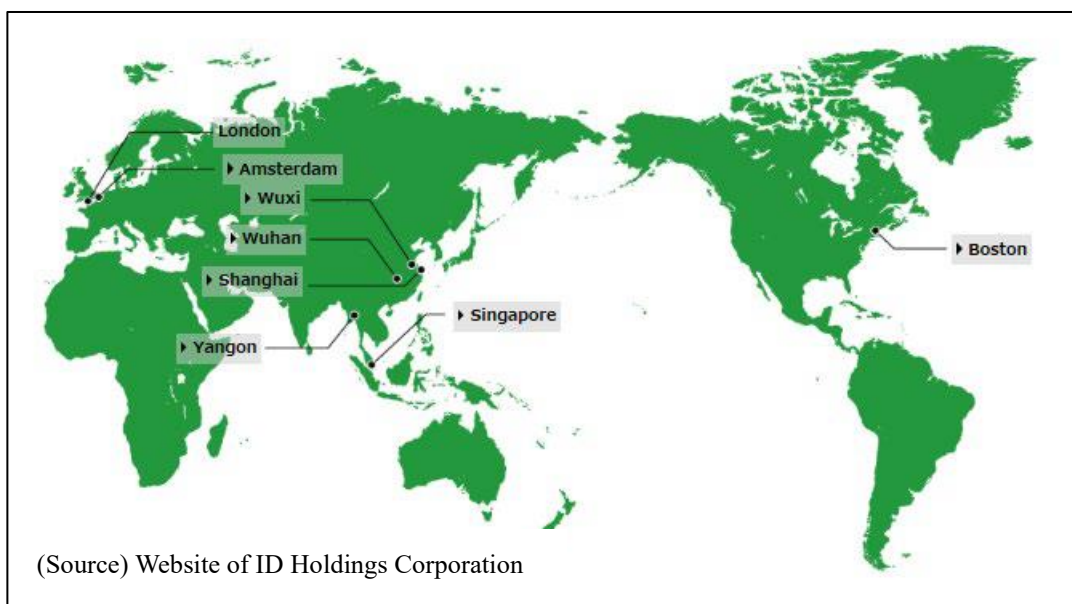 London
Amsterdam
Wuxi
Wuhan
Shanghai
Yangon
Singapore
Boston
(Source) Website of ID Holdings Corporation